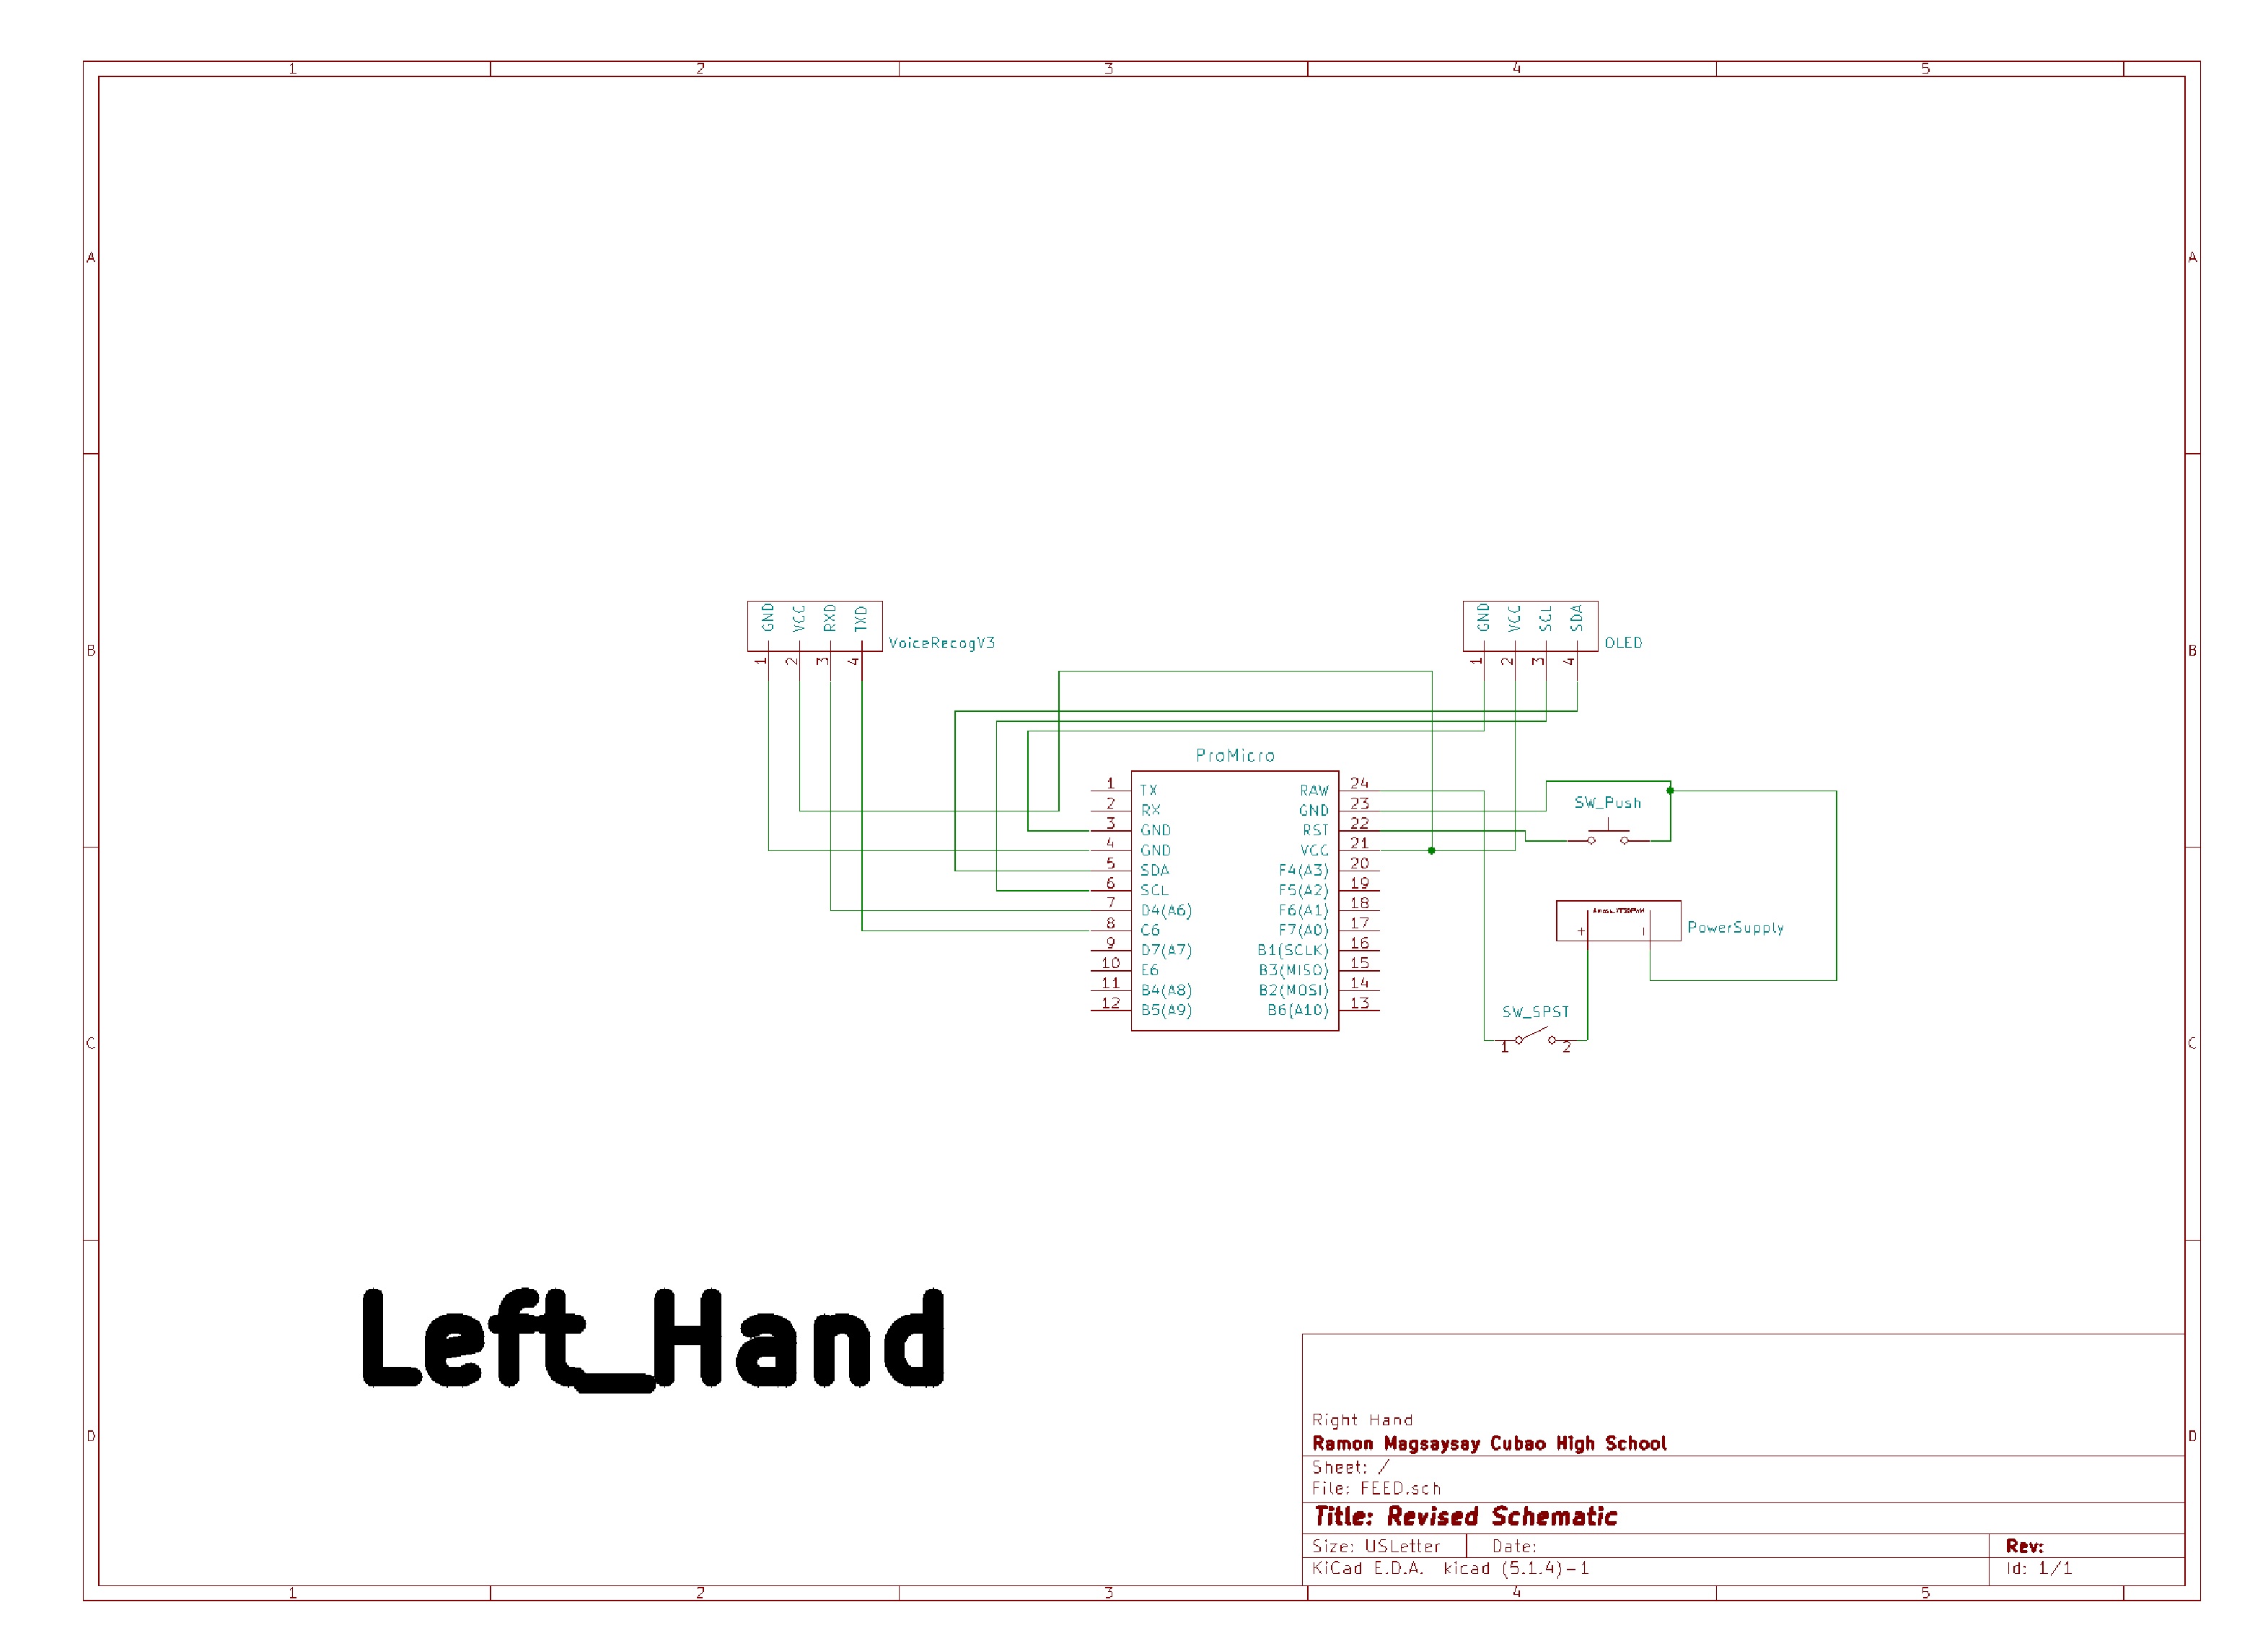 1 2 3 4 5
A A
B B
C C
D D
GND VCC RXD TXD
VoiceRecogV3
1 2 3 4
GND VCC SCL SDA
OLED
1 2 3 4
ProMicro
1 TX RAW 24
2 RX GND 23
3 GND RST 22
4 GND VCC 21
5 SDA F4(A3) 20
6 SCL F5(A2) 19
7 D4(A6) F6(A1) 18
8 C6 F7(A0) 17
9 D7(A7) B1(SCLK) 16
10 E6 B3(MISO) 15
11 B4(A8) B2(MOSI) 14
12 B5(A9) B6(A10) 13
SW_Push
+ -
PowerSupply
SW_SPST
1 2
Left_Hand
Right Hand
Ramon Magsaysay Cubao High School
Sheet: /
File: FEED.sch
Title: Revised Schematic
Size: USLetter Date: Rev:
KiCad E.D.A. kicad (5.1.4)-1 Id: 1/1
1 2 3 4 5